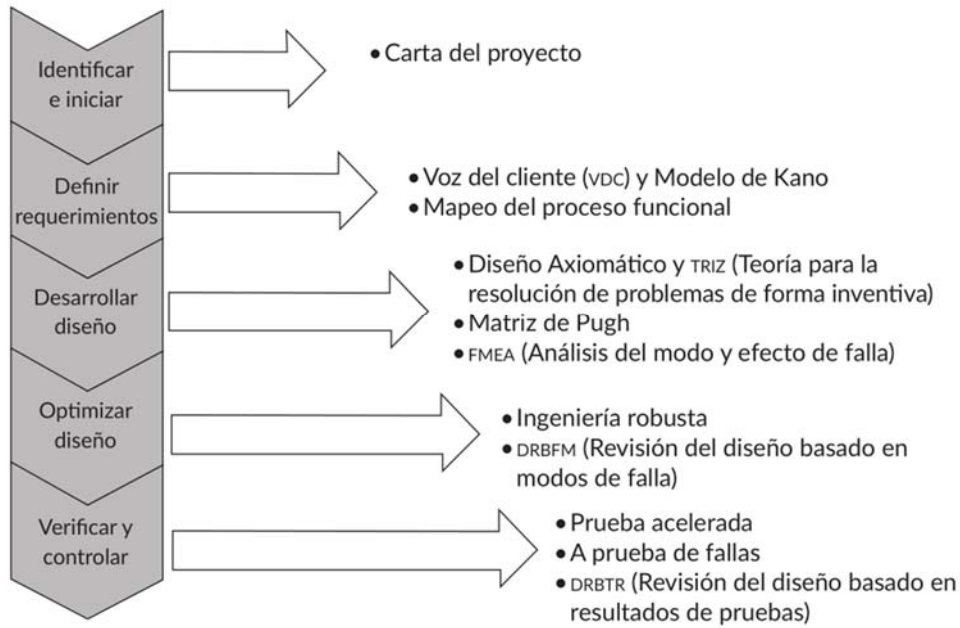 Identificar
e iniciar
• Carta del proyecto
Definir
requerimientos
• Voz del cliente (VDC) y Modelo de Kano
• Mapeo del proceso funcional
Desarrollar
diseño
• Diseño Axiomático y TRIZ (Teoría para la
resolución de problemas de forma inventiva)
• Matriz de Pugh
• FMEA (Análisis del modo y efecto de falla)
Optimizar
diseño
• Ingeniería robusta
• DRBFM (Revisión del diseño basado en
modos de falla)
Verificar y
controlar
• Prueba acelerada
• A prueba de fallas
• DRBTR (Revisión del diseño basado en
resultados de pruebas)